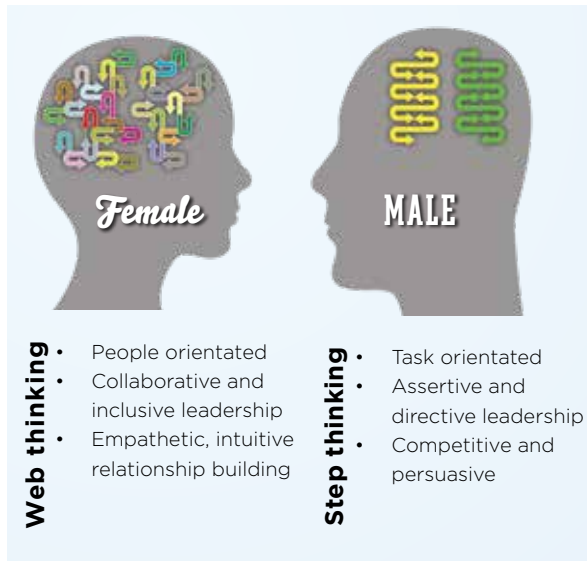 Female
MALE
Web thinking
• People orientated
• Collaborative and
inclusive leadership
• Empathetic, intuitive
relationship building
Step thinking
• Task orientated
• Assertive and
directive leadership
• Competitive and
persuasive